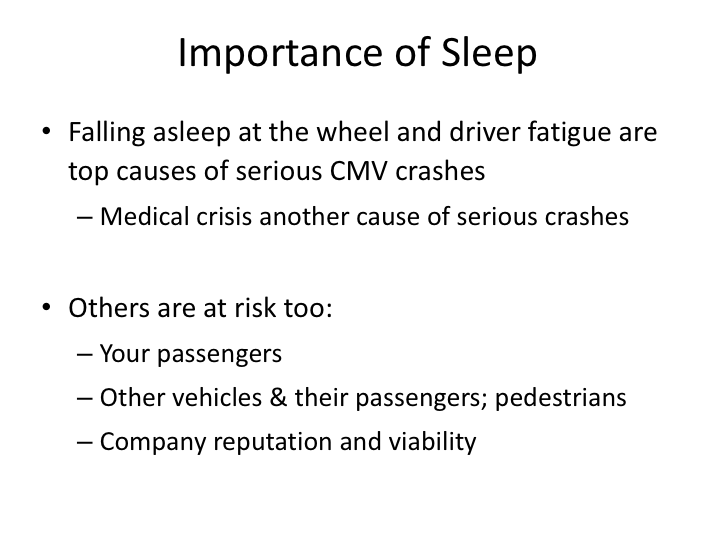 Importance of Sleep
• Falling asleep at the wheel and driver fatigue are
top causes of serious CMV crashes
– Medical crisis another cause of serious crashes
• Others are at risk too:
– Your passengers
– Other vehicles & their passengers; pedestrians
– Company reputation and viability